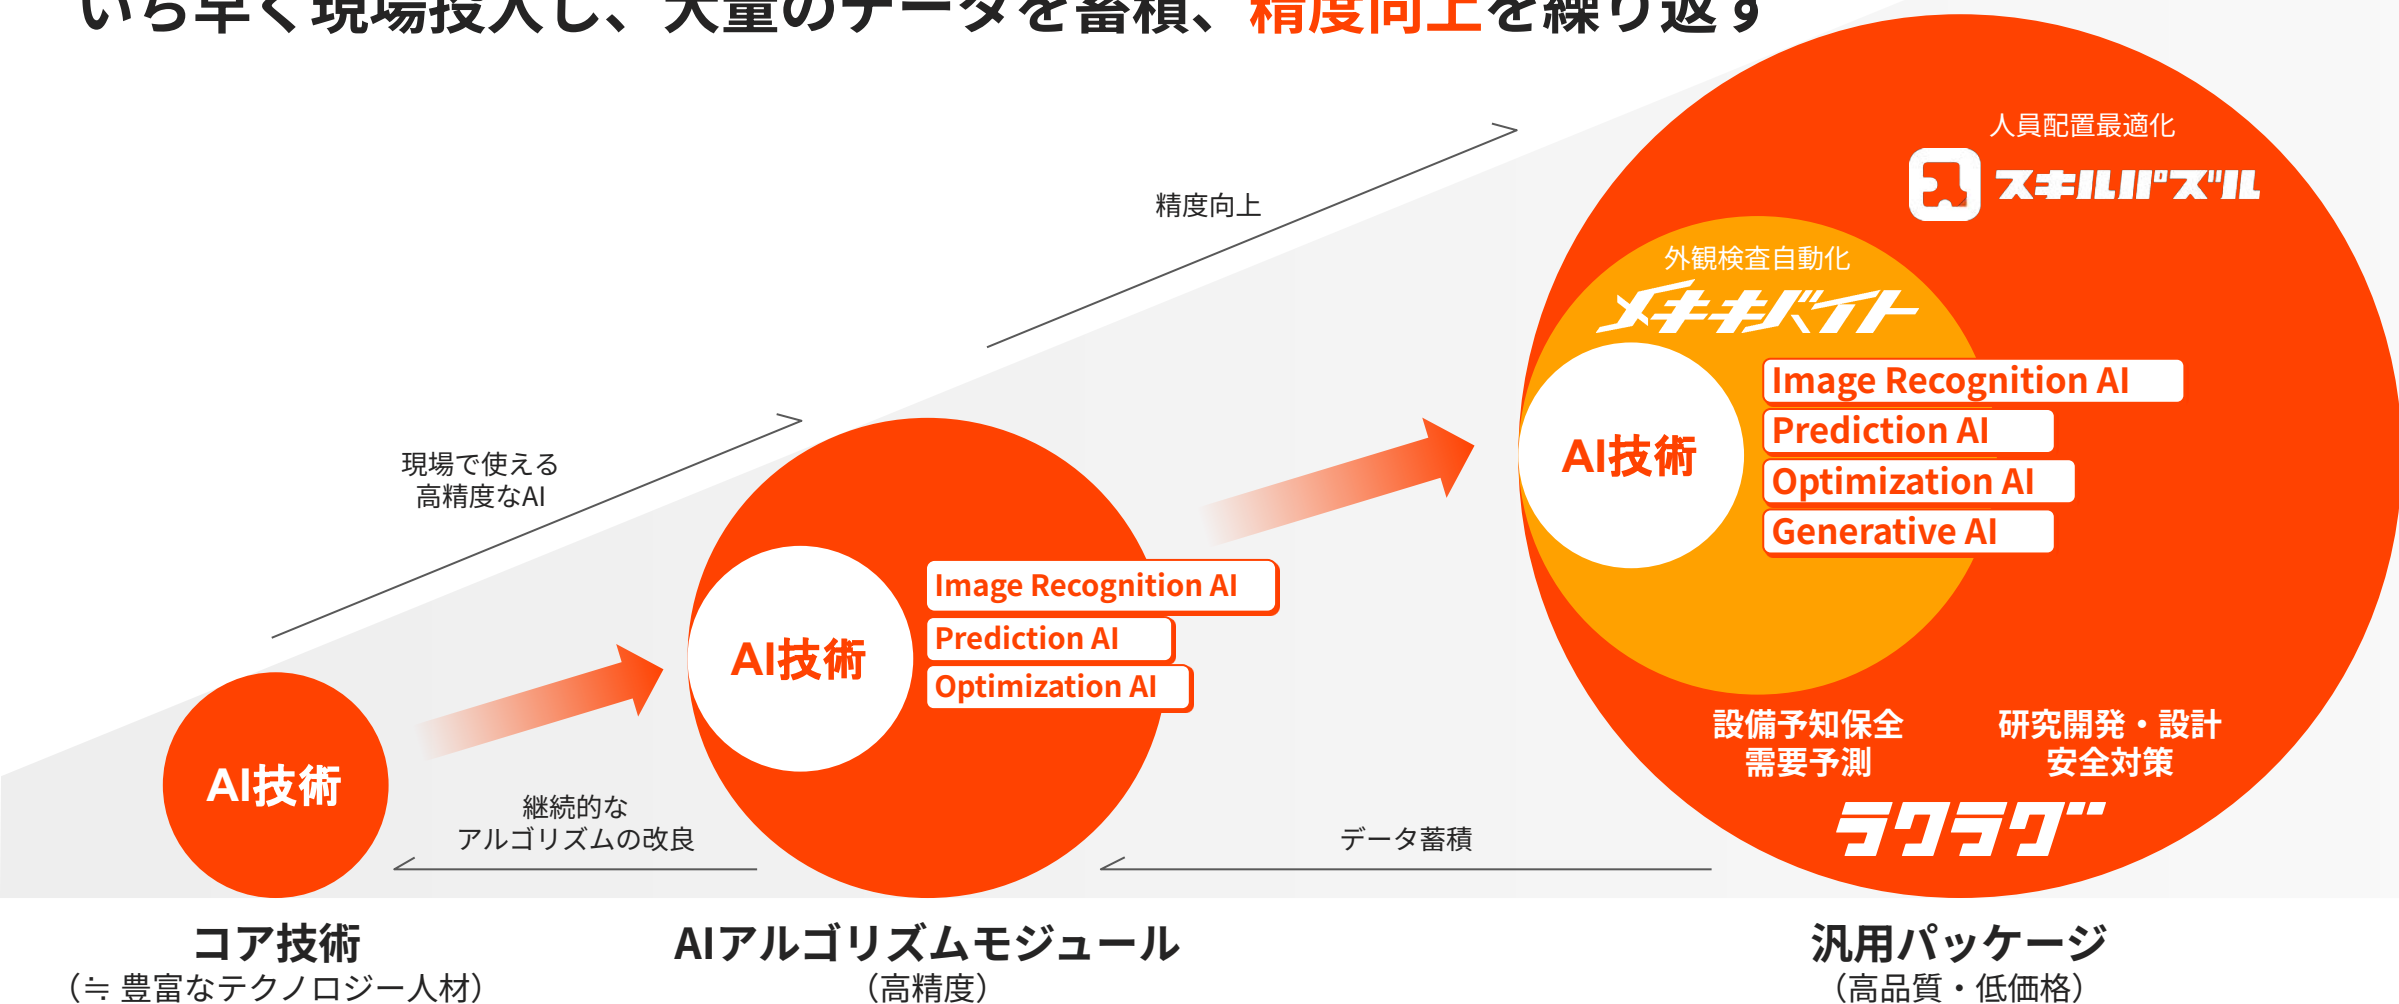 いち早く現場投入し、大量のデータを蓄積、精度向上を繰り返す
人員配置最適化
スキルパズル
精度向上
外観検査自動化
メキキバイト
現場で使える
高精度なAI
AI技術
Image Recognition AI
Prediction AI
Optimization AI
Generative AI
AI技術
Image Recognition AI
Prediction AI
Optimization AI
AI技術
設備予知保全
需要予測
研究開発・設計
安全対策
ラクラグ
継続的な
アルゴリズムの改良
データ蓄積
コア技術
（≒ 豊富なテクノロジー人材）
AIアルゴリズムモジュール
（高精度）
汎用パッケージ
（高品質・低価格）